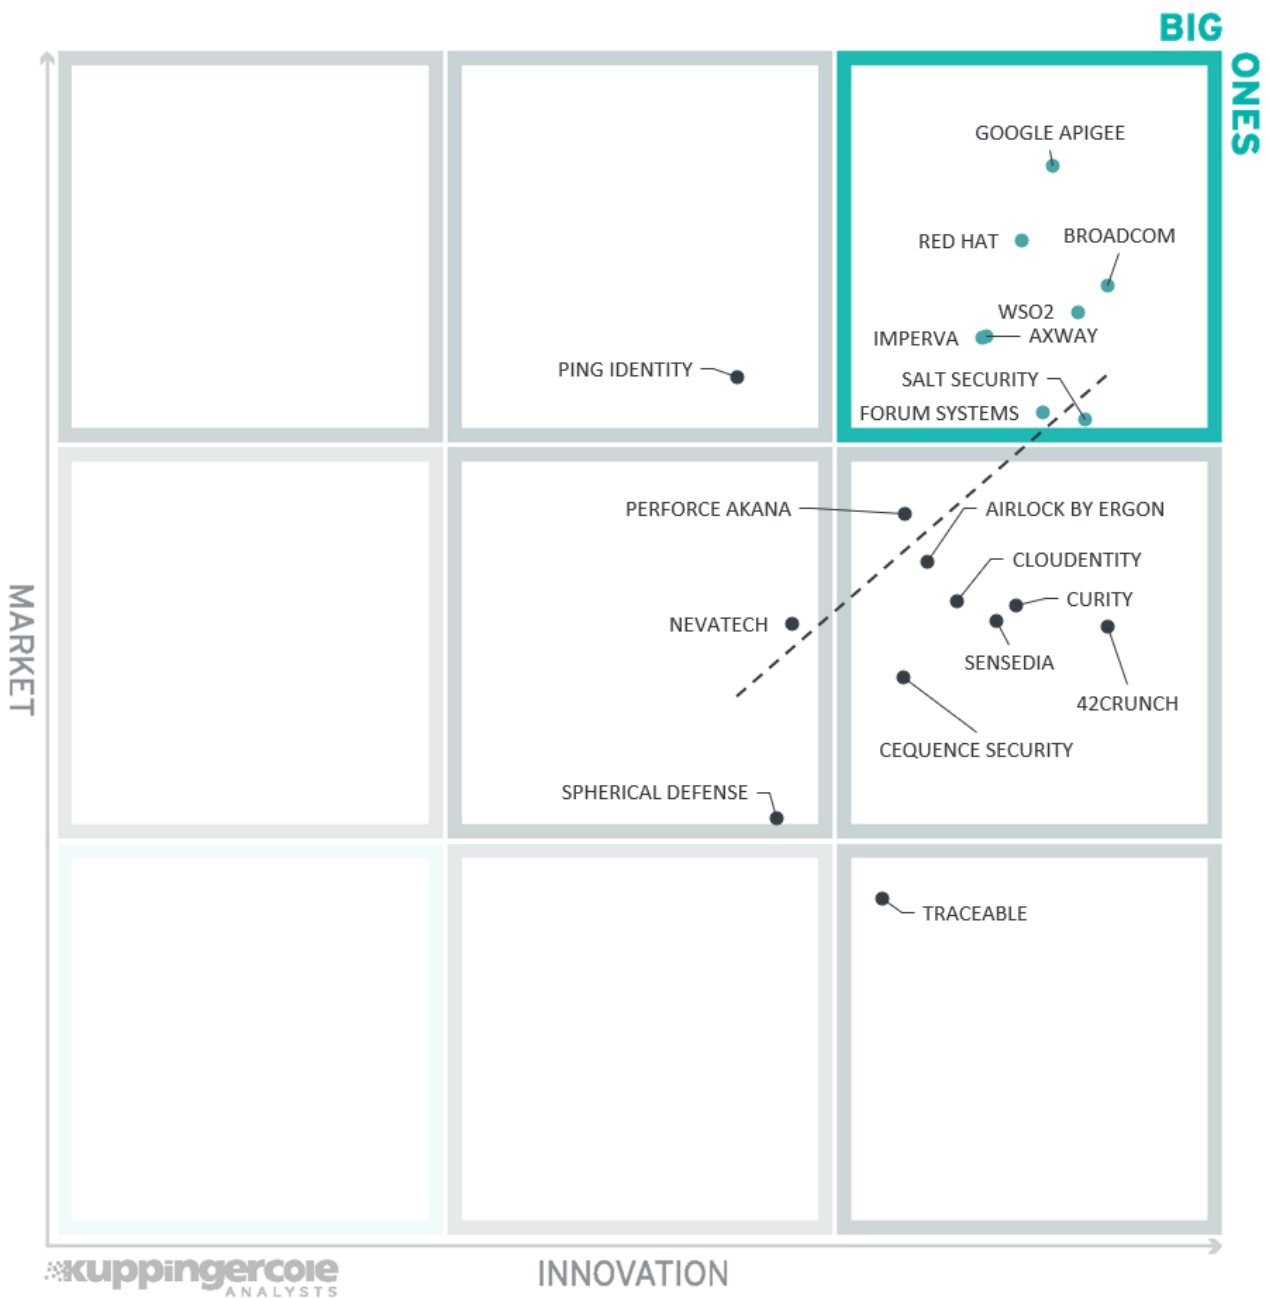 BIG
ONES
GOOGLE APIGEE
RED HAT
BROADCOM
WSO2
IMPERVA
AXWAY
PING IDENTITY
SALT SECURITY
FORUM SYSTEMS
PERFORCE AKANA
AIRLOCK BY ERGON
CLOUDENTITY
CURITY
NEVATECH
SENSEDIA
42CRUNCH
CEQUENCE SECURITY
SPHERICAL DEFENSE
TRACEABLE
MARKET
INNOVATION
kuppingercole
ANALYSTS